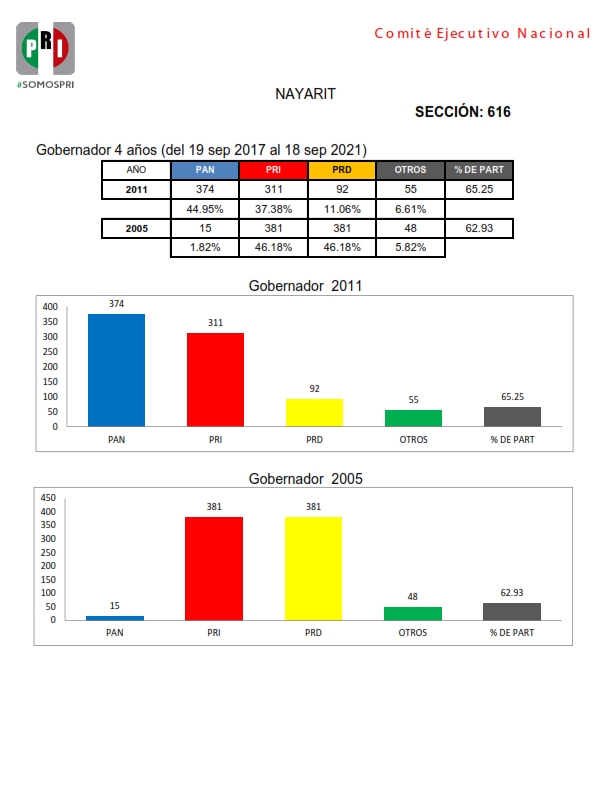 PRI
#SOMOSPRI
Comité Ejecutivo Nacional
NAYARIT
SECCIÓN: 616
Gobernador 4 años (del 19 sep 2017 al 18 sep 2021)
AÑO PAN PRI PRD OTROS % DE PART
2011 374 311 92 55 65.25
44.95% 37.38% 11.06% 6.61%
2005 15 381 381 48 62.93
1.82% 46.18% 46.18% 5.82%
Gobernador 2011
400
350
300
250
200
150
100
50
0
374
311
92
55
65.25
PAN PRI PRD OTROS % DE PART
Gobernador 2005
450
400
350
300
250
200
150
100
50
0
15
381
381
48
62.93
PAN PRI PRD OTROS % DE PART